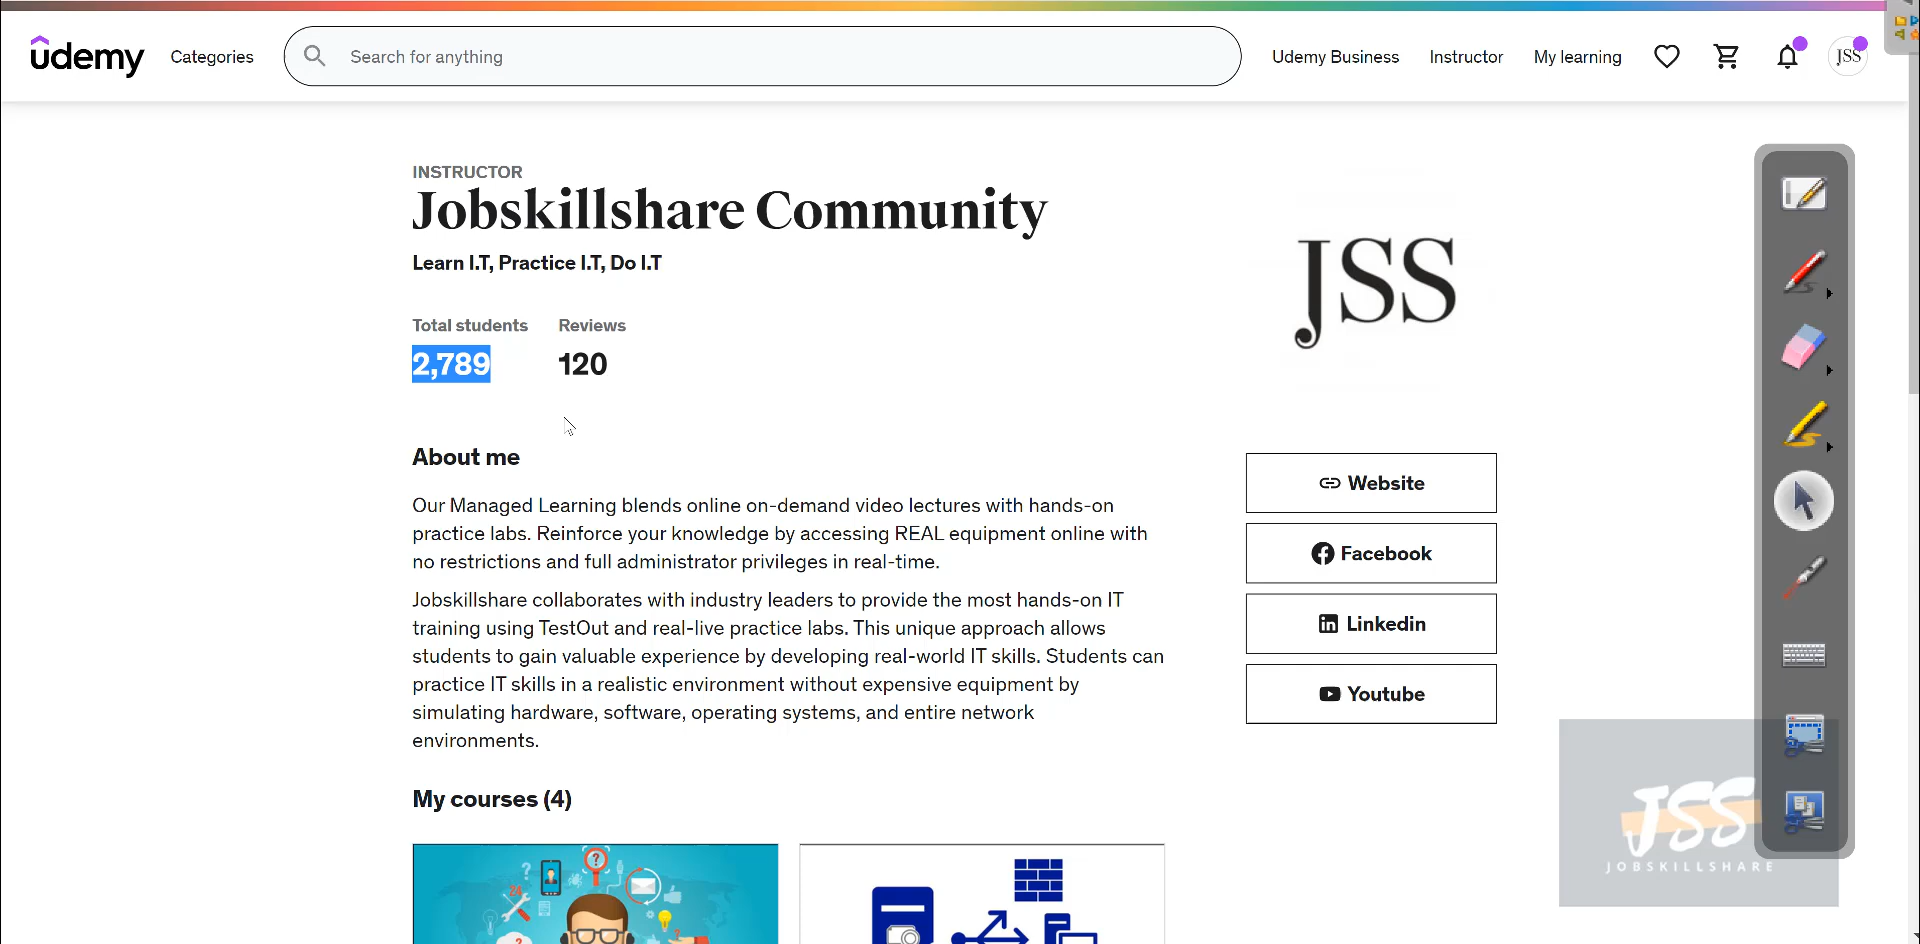 udemy
Categories
Search for anything
Udemy Business
Instructor
My learning
JSS
INSTRUCTOR
Jobskillshare Community
Learn I.T, Practice I.T, Do I.T
Total students
Reviews
2,789
120
JSS
About me
Our Managed Learning blends online on-demand video lectures with hands-on
practice labs. Reinforce your knowledge by accessing REAL equipment online with
no restrictions and full administrator privileges in real-time.
Jobskillshare collaborates with industry leaders to provide the most hands-on IT
training using TestOut and real-live practice labs. This unique approach allows
students to gain valuable experience by developing real-world IT skills. Students can
practice IT skills in a realistic environment without expensive equipment by
simulating hardware, software, operating systems, and entire network
environments.
Website
Facebook
Linkedin
Youtube
My courses (4)
24
JSS
JOBSKILLSHARE